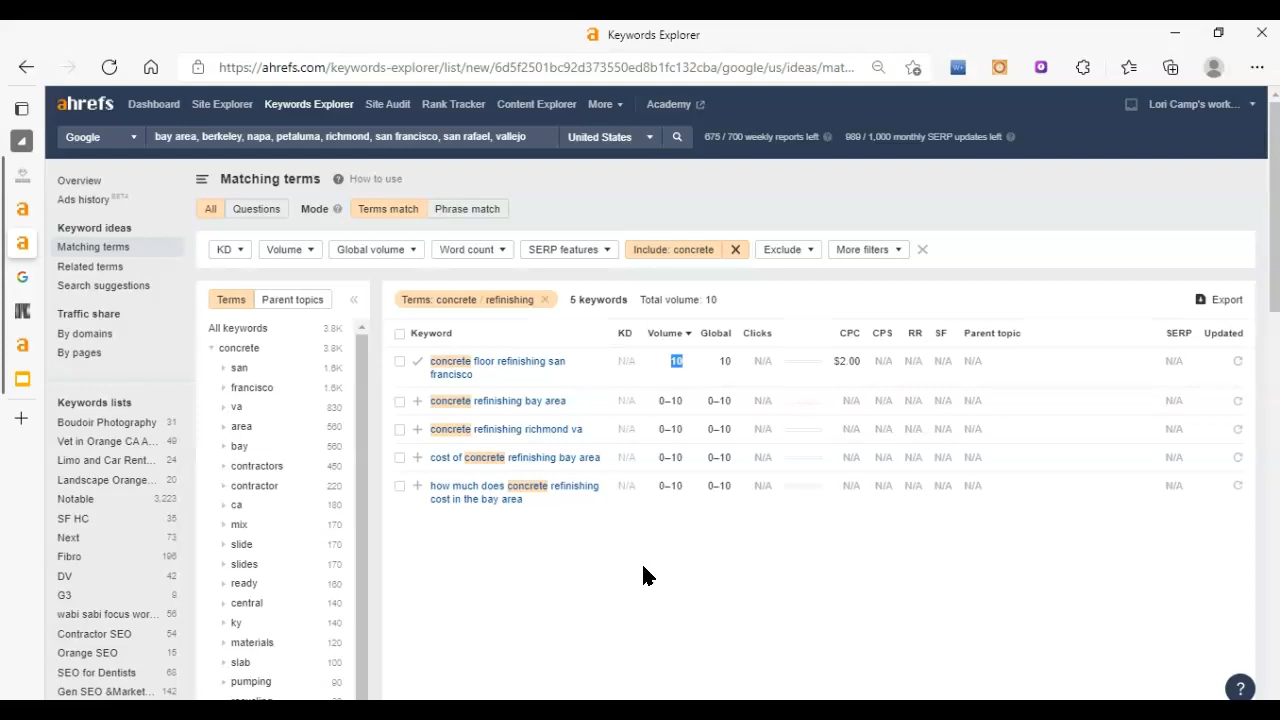 Keywords Explorer
https://ahrefs.com/keywords-explorer/list/new/6d5f2501bc92d373550ed8b1fc132cba/google/us/ideas/mat...
ahrefs Dashboard Site Explorer Keywords Explorer Site Audit Rank Tracker Content Explorer More Academy Lori Camp's work...
Google bay area, berkeley, napa, petaluma, richmond, san francisco, san rafael, vallejo United States 675 / 700 weekly reports left 989 / 1,000 monthly SERP updates left
Overview
Ads history BETA
Keyword ideas
Matching terms
Related terms
Search suggestions
Traffic share
By domains
By pages
Keywords lists
Boudoir Photography 31
Vet in Orange CA A... 49
Limo and Car Rent... 24
Landscape Orange... 20
Notable 3,223
SF HC 35
Next 73
Fibro 196
DV 42
G3 9
wabi sabi focus wor... 56
Contractor SEO 54
Orange SEO 15
SEO for Dentists 68
Gen SEO &Market... 142
Matching terms How to use
All Questions Mode Terms match Phrase match
KD Volume Global volume Word count SERP features Include: concrete Exclude More filters
Terms Parent topics
All keywords 3.8K
concrete 3.8K
san 1.6K
francisco 1.6K
va 830
area 560
bay 560
contractors 450
contractor 220
ca 180
mix 170
slide 170
slides 170
ready 160
central 140
ky 140
materials 120
slab 100
pumping 90
Terms: concrete / refinishing 5 keywords Total volume: 10 Export
Keyword KD Volume Global Clicks CPC CPS RR SF Parent topic SERP Updated
concrete floor refinishing san N/A 10 10 N/A $2.00 N/A N/A N/A N/A N/A
francisco
concrete refinishing bay area N/A 0–10 0–10 N/A N/A N/A N/A N/A N/A N/A
concrete refinishing richmond va N/A 0–10 0–10 N/A N/A N/A N/A N/A N/A N/A
cost of concrete refinishing bay area N/A 0–10 0–10 N/A N/A N/A N/A N/A N/A N/A
how much does concrete refinishing N/A 0–10 0–10 N/A N/A N/A N/A N/A N/A N/A
cost in the bay area
?